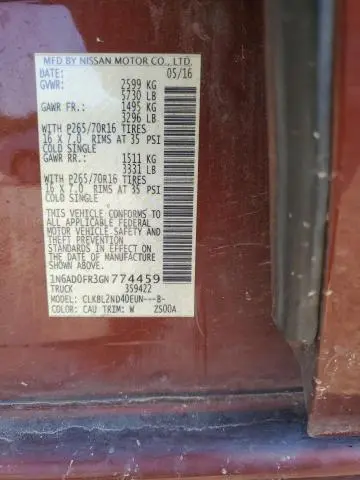 MFD BY NISSAN MOTOR CO., LTD.
DATE: 05/16
GVWR: 2599 KG
5730 LB
GAWR FR.: 1495 KG
3296 LB
WITH P265/70R16 TIRES
16 X 7.0 RIMS AT 35 PSI
COLD SINGLE
GAWR RR.: 1511 KG
3331 LB
WITH P265/70R16 TIRES
16 X 7.0 RIMS AT 35 PSI
COLD SINGLE
THIS VEHICLE CONFORMS TO
ALL APPLICABLE FEDERAL
MOTOR VEHICLE SAFETY AND
THEFT PREVENTION
STANDARDS IN EFFECT ON
THE DATE OF MANUFACTURE
1N6AD0FR3GN774459
TRUCK 359422
MODEL: CLKBL2ND40EUN---B-
COLOR: CAU TRIM: W ZS00A